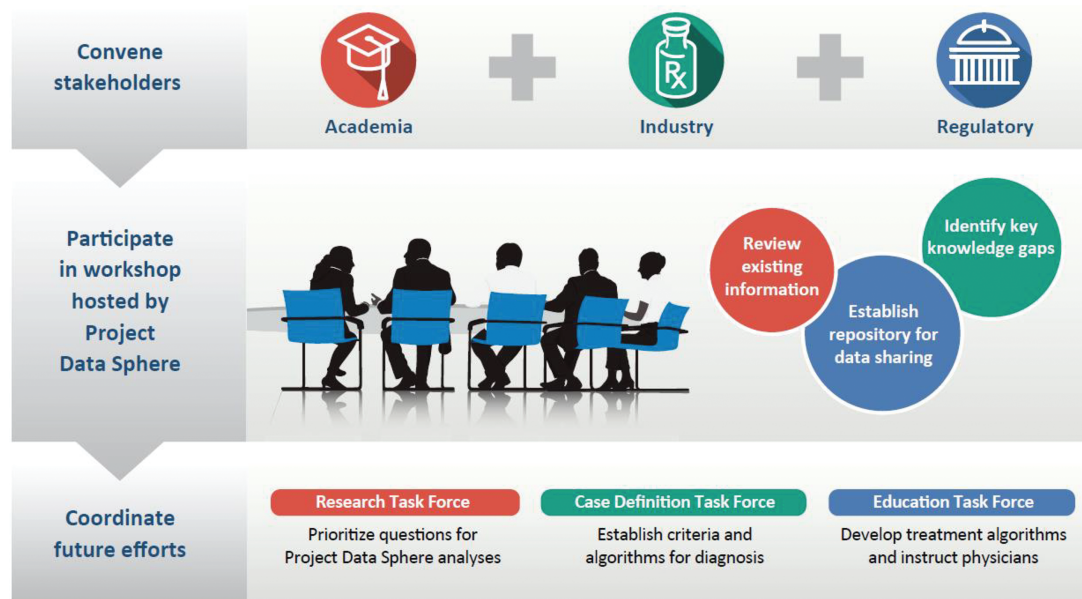 Convene
stakeholders
Academia
Industry
Regulatory
Rx
Participate
in workshop
hosted by
Project
Data Sphere
Review
existing
information
Establish
repository for
data sharing
Identify key
knowledge gaps
Coordinate
future efforts
Research Task Force
Prioritize questions for
Project Data Sphere analyses
Case Definition Task Force
Establish criteria and
algorithms for diagnosis
Education Task Force
Develop treatment algorithms
and instruct physicians